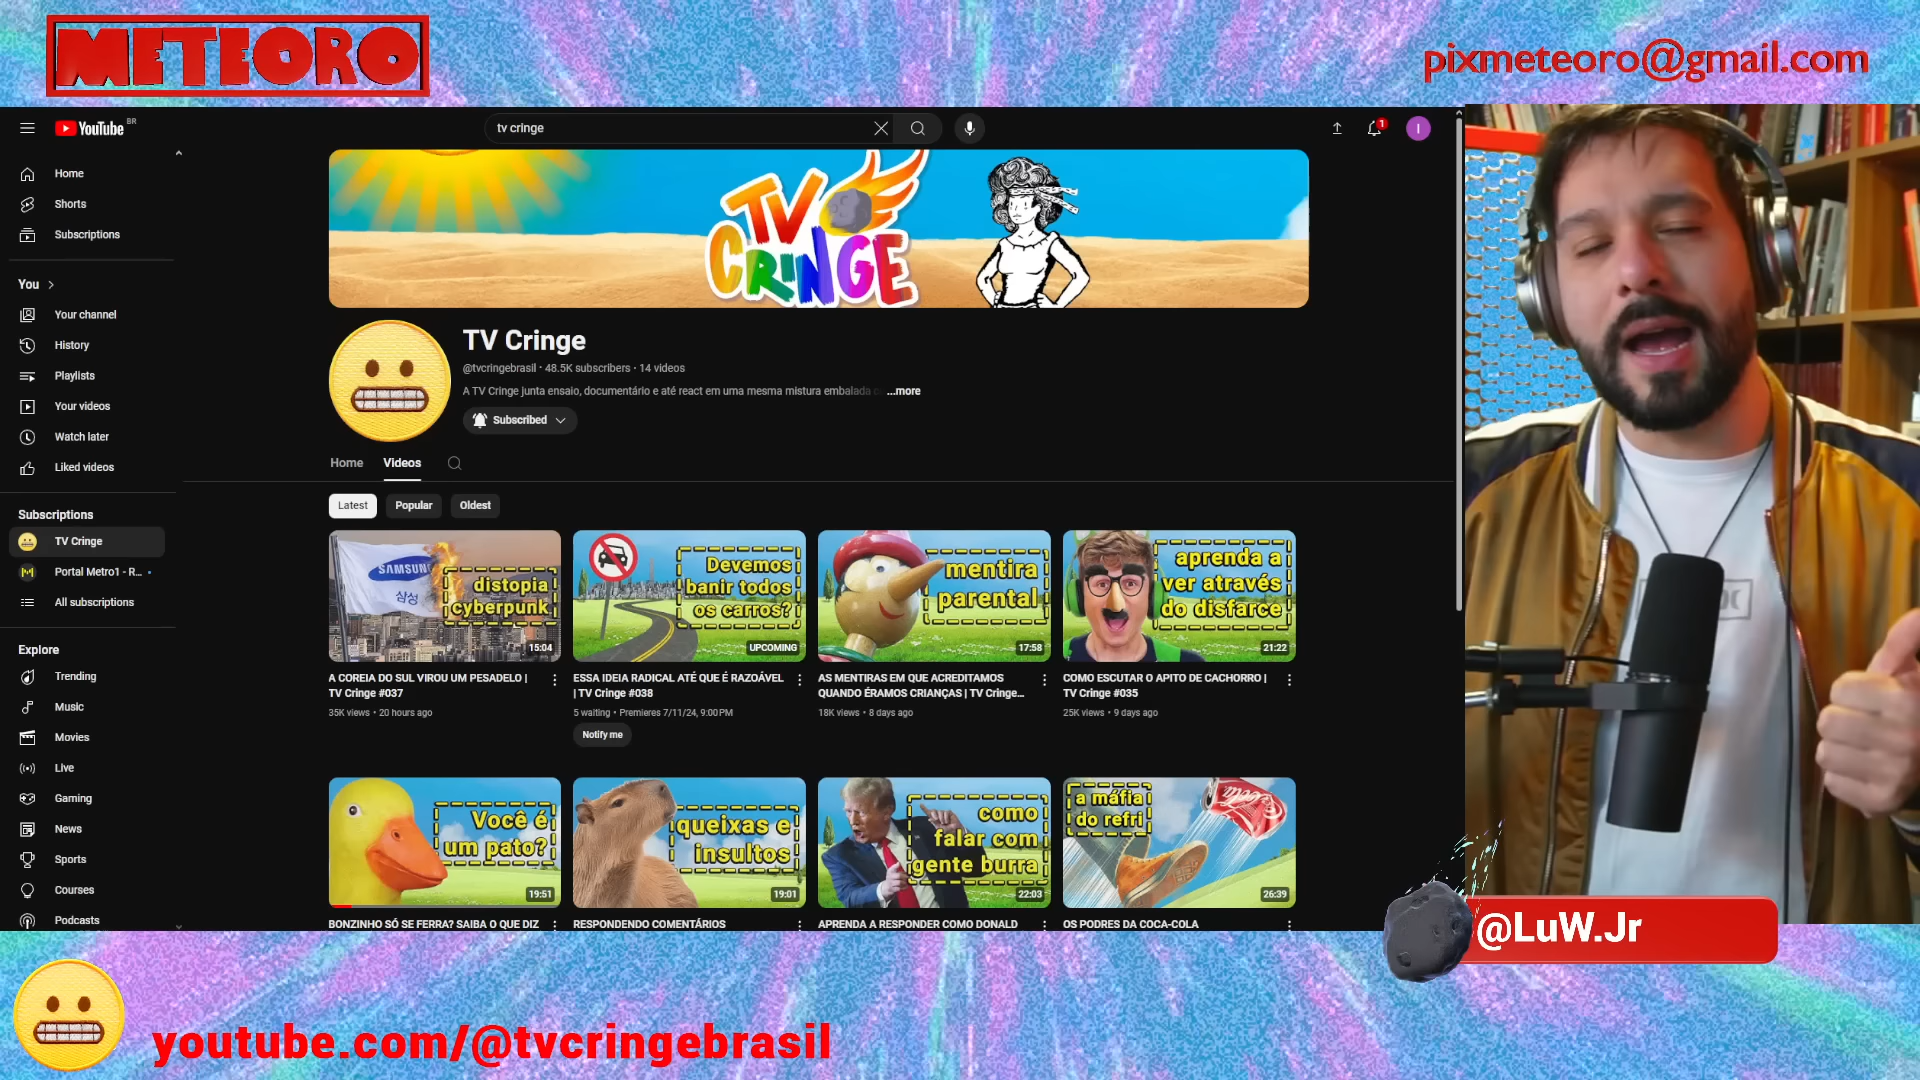 METEORO
pixmeteoro@gmail.com
YouTube BR
tv cringe
1
I
Home
Shorts
Subscriptions
You
Your channel
History
Playlists
Your videos
Watch later
Liked videos
Subscriptions
TV Cringe
Portal Metro1 - R...
All subscriptions
Explore
Trending
Music
Movies
Live
Gaming
News
Sports
Courses
Podcasts
TV
CRINGE
TV Cringe
@tvcringebrasil • 48.5K subscribers • 14 videos
A TV Cringe junta ensaio, documentário e até react em uma mesma mistura embalada ...more
Subscribed
Home
Videos
Latest
Popular
Oldest
SAMSUNG
삼성
distopia
cyberpunk
15:04
A COREIA DO SUL VIROU UM PESADELO |
TV Cringe #037
35K views • 20 hours ago
Devemos
banir todos
os carros?
UPCOMING
ESSA IDEIA RADICAL ATÉ QUE É RAZOÁVEL
| TV Cringe #038
5 waiting • Premieres 7/11/24, 9:00 PM
Notify me
mentira
parental
17:58
AS MENTIRAS EM QUE ACREDITAMOS
QUANDO ÉRAMOS CRIANÇAS | TV Cringe...
18K views • 8 days ago
aprenda a
ver através
do disfarce
21:22
COMO ESCUTAR O APITO DE CACHORRO |
TV Cringe #035
25K views • 9 days ago
Você é
um pato?
19:51
BONZINHO SÓ SE FERRA? SAIBA O QUE DIZ
queixas e
insultos
19:01
RESPONDENDO COMENTÁRIOS
como
falar com
gente burra
22:03
APRENDA A RESPONDER COMO DONALD
a máfia
do refri
26:39
OS PODRES DA COCA-COLA
@LuW.Jr
youtube.com/@tvcringebrasil